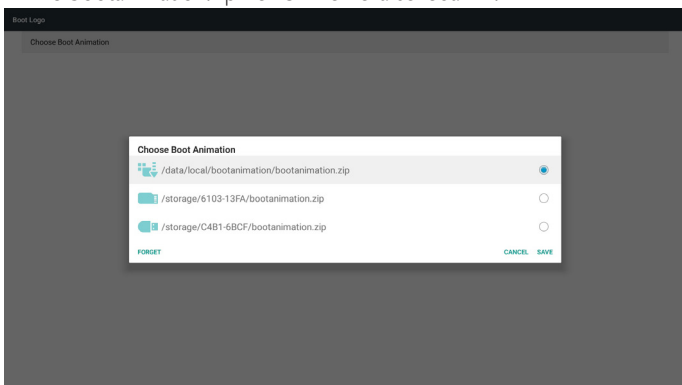 Boot Logo
Choose Boot Animation
Choose Boot Animation
/data/local/bootanimation/bootanimation.zip
/storage/6103-13FA/bootanimation.zip
/storage/C4B1-6BCF/bootanimation.zip
FORGET CANCEL SAVE